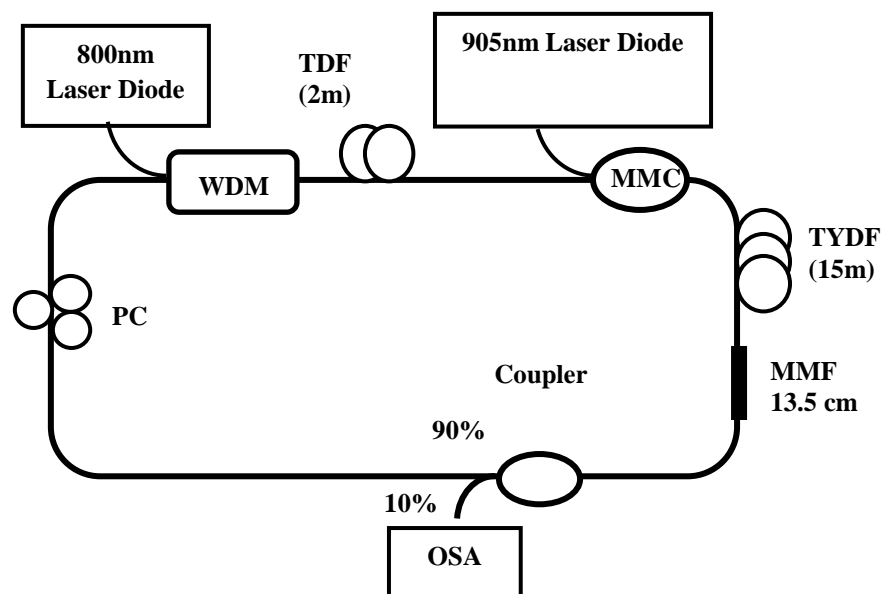 800nm
Laser Diode
TDF
(2m)
905nm Laser Diode
WDM
MMC
TYDF
(15m)
PC
MMF
13.5 cm
Coupler
90%
10%
OSA